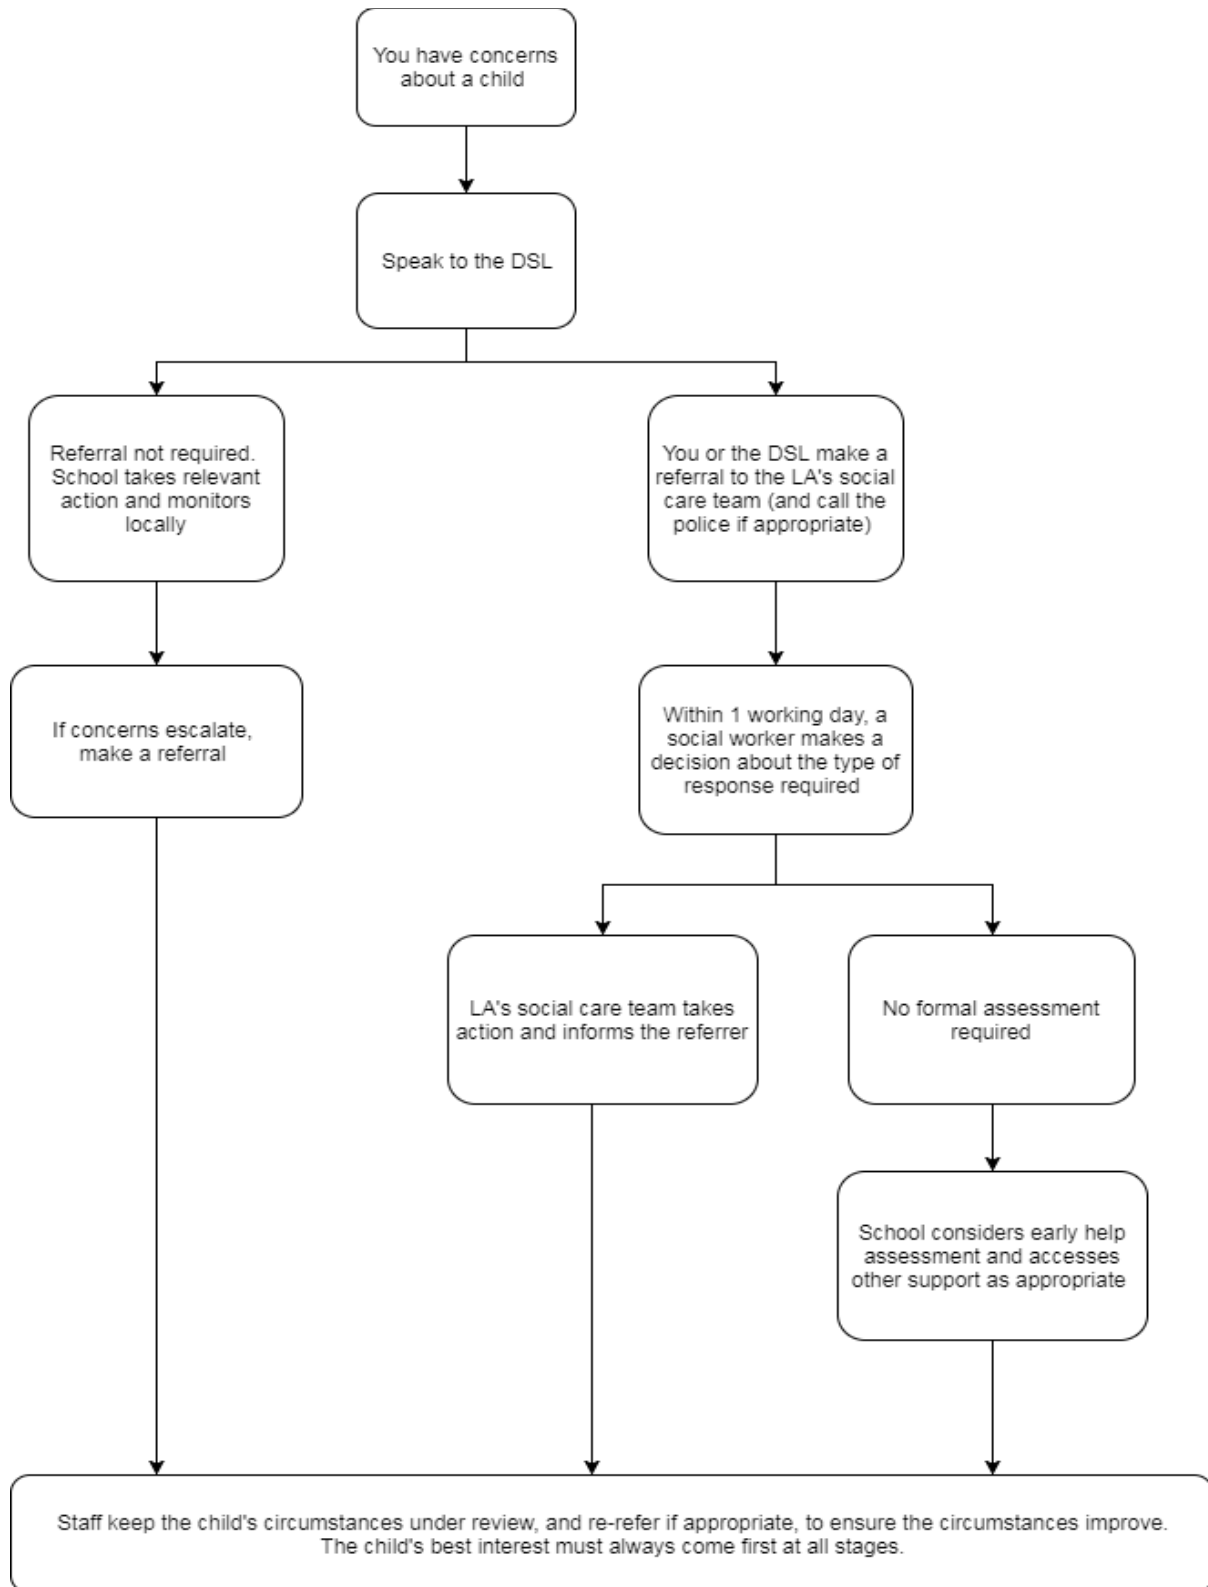 You have concerns
about a child
Speak to the DSL
Referral not required.
School takes relevant
action and monitors
locally
You or the DSL make a
referral to the LA's social
care team (and call the
police if appropriate)
If concerns escalate,
make a referral
Within 1 working day, a
social worker makes a
decision about the type of
response required
LA's social care team takes
action and informs the referrer
No formal assessment
required
School considers early help
assessment and accesses
other support as appropriate
Staff keep the child's circumstances under review, and re-refer if appropriate, to ensure the circumstances improve.
The child's best interest must always come first at all stages.